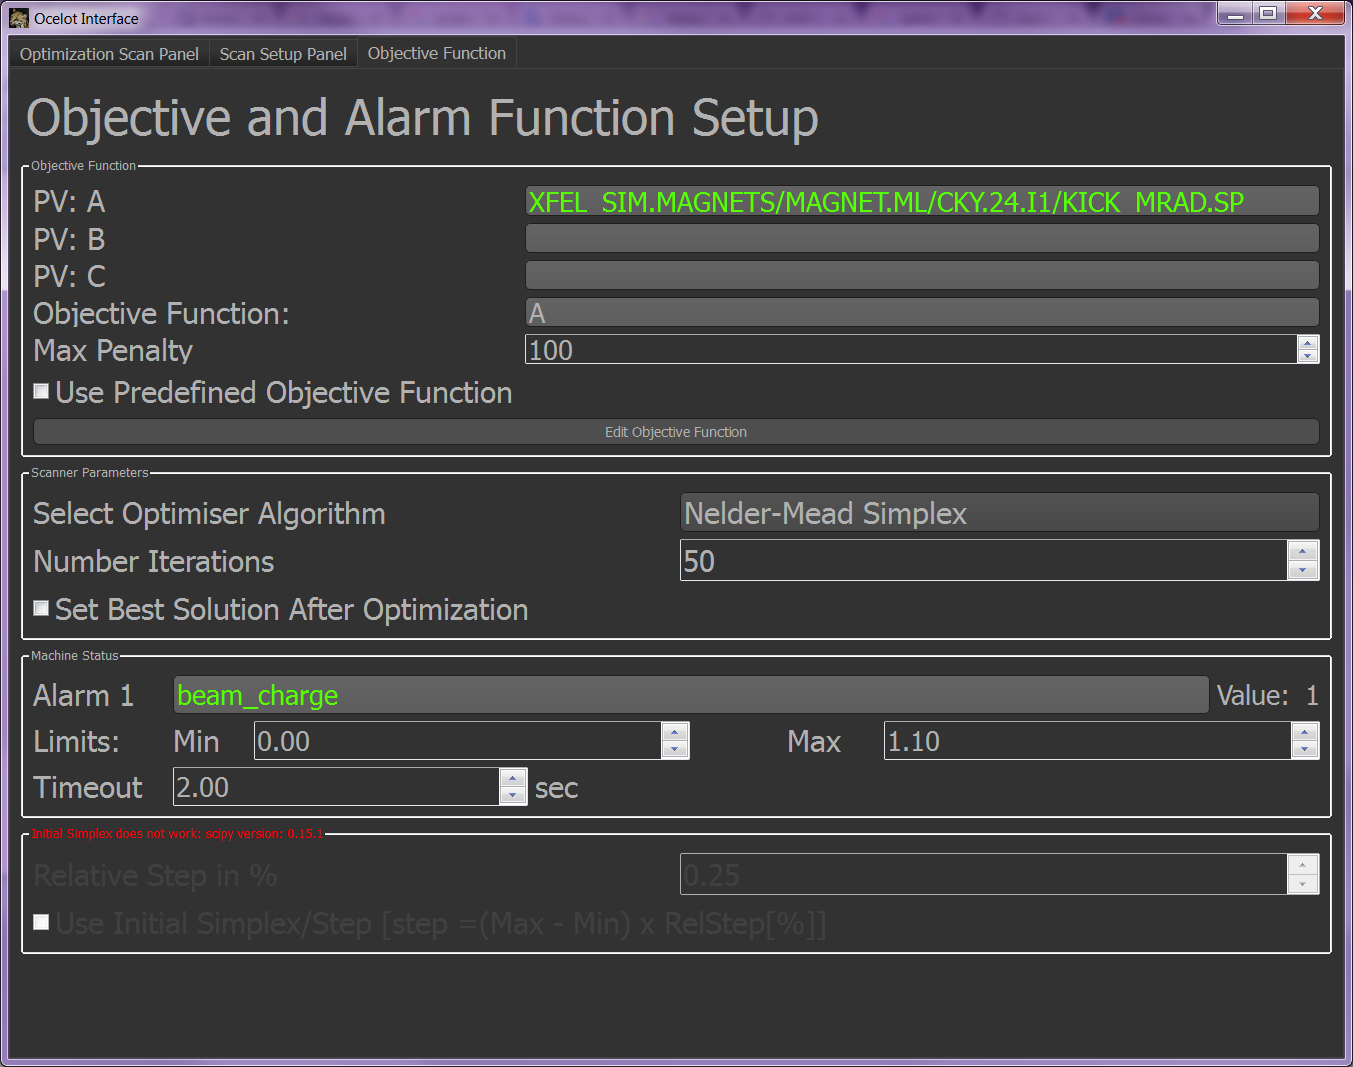 Ocelot Interface
Optimization Scan Panel Scan Setup Panel Objective Function
Objective and Alarm Function Setup
Objective Function
PV: A XFEL_SIM.MAGNETS/MAGNET.ML/CKY.24.I1/KICK_MRAD.SP
PV: B
PV: C
Objective Function: A
Max Penalty 100
Use Predefined Objective Function
Edit Objective Function
Scanner Parameters
Select Optimiser Algorithm Nelder-Mead Simplex
Number Iterations 50
Set Best Solution After Optimization
Machine Status
Alarm 1 beam_charge Value: 1
Limits: Min 0.00 Max 1.10
Timeout 2.00 sec
Initial Simplex does not work: scipy version: 0.15.1
Relative Step in % 0.25
Use Initial Simplex/Step [step =(Max - Min) x RelStep[%]]